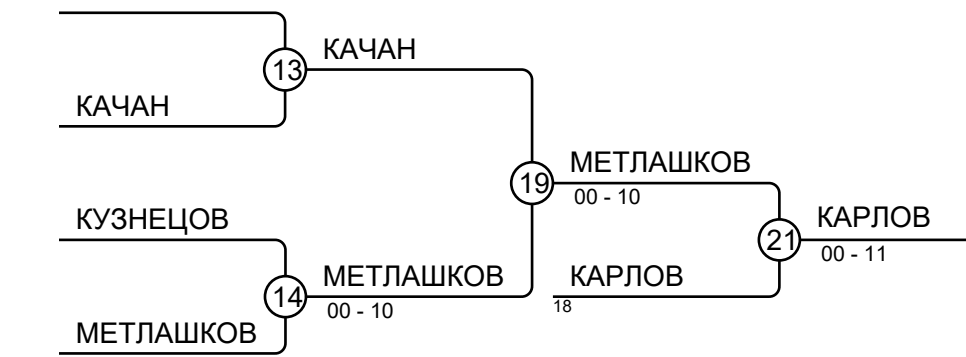 КАЧАН
13
КАЧАН
МЕТЛАШКОВ
19
00 - 10
КУЗНЕЦОВ
КАРЛОВ
21
00 - 11
МЕТЛАШКОВ
14
00 - 10
КАРЛОВ
18
МЕТЛАШКОВ